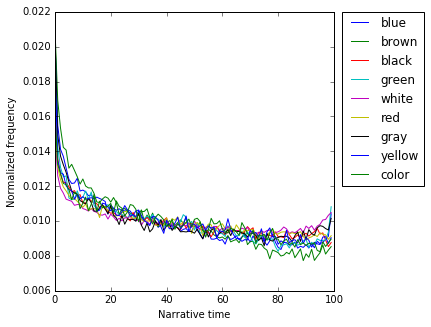 0.022
0.020
0.018
0.016
0.014
0.012
0.010
0.008
0.006
Normalized frequency
0 20 40 60 80 100
Narrative time
blue
brown
black
green
white
red
gray
yellow
color